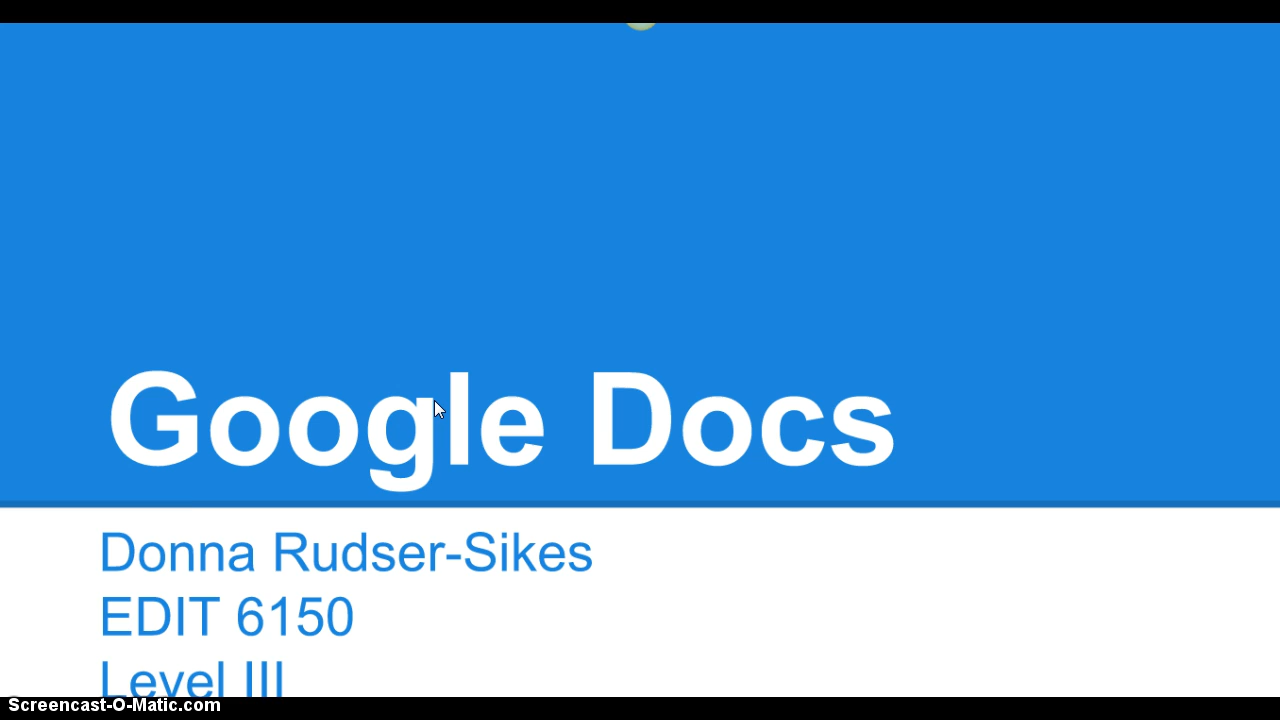 Google Docs
Donna Rudser-Sikes
EDIT 6150
Level III
Screencast-O-Matic.com